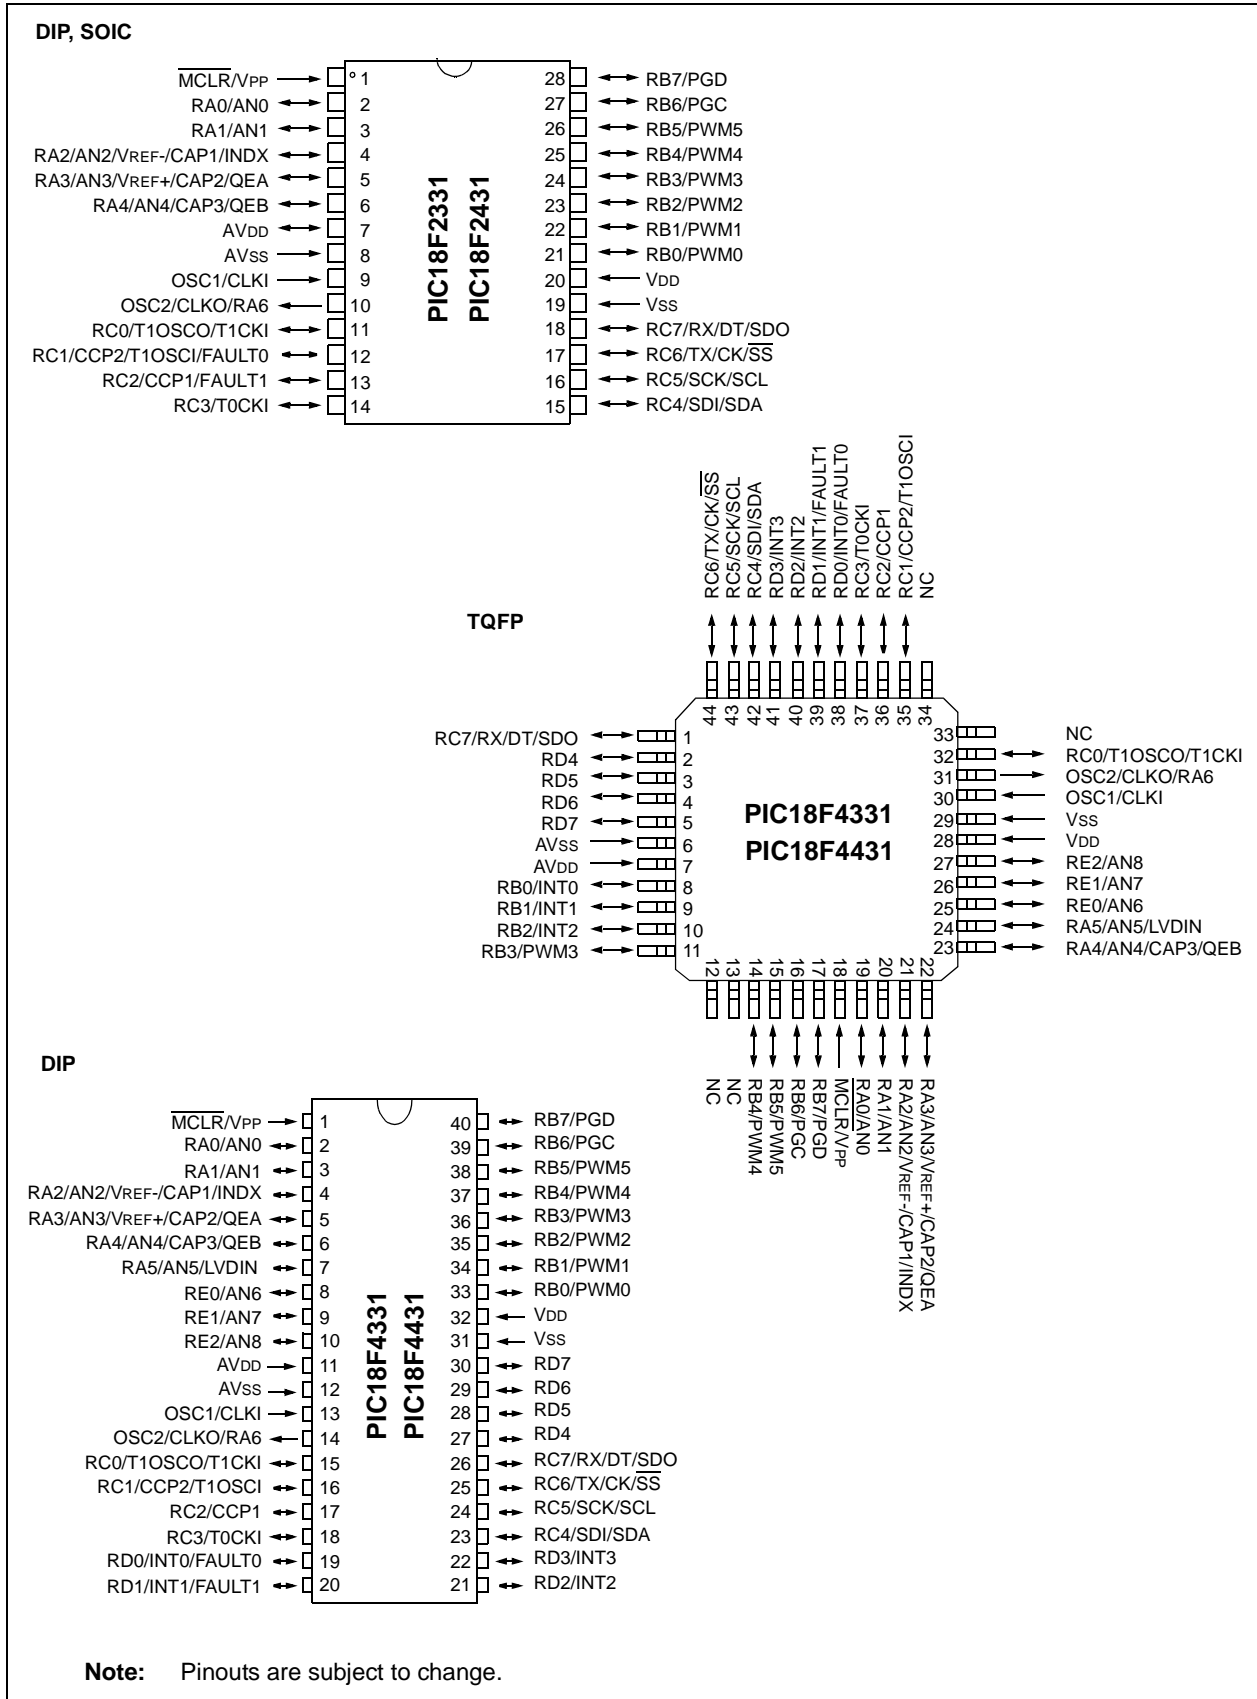 DIP, SOIC
MCLR/VPP 1
RA0/AN0 2
RA1/AN1 3
RA2/AN2/VREF-/CAP1/INDX 4
RA3/AN3/VREF+/CAP2/QEA 5
RA4/AN4/CAP3/QEB 6
AVDD 7
AVSS 8
OSC1/CLKI 9
OSC2/CLKO/RA6 10
RC0/T1OSCO/T1CKI 11
RC1/CCP2/T1OSCI/FAULT0 12
RC2/CCP1/FAULT1 13
RC3/T0CKI 14
PIC18F2331
PIC18F2431
28 RB7/PGD
27 RB6/PGC
26 RB5/PWM5
25 RB4/PWM4
24 RB3/PWM3
23 RB2/PWM2
22 RB1/PWM1
21 RB0/PWM0
20 VDD
19 VSS
18 RC7/RX/DT/SDO
17 RC6/TX/CK/SS
16 RC5/SCK/SCL
15 RC4/SDI/SDA
TQFP
RC6/TX/CK/SS 44
RC5/SCK/SCL 43
RC4/SDI/SDA 42
RD3/INT3 41
RD2/INT2 40
RD1/INT1/FAULT1 39
RD0/INT0/FAULT0 38
RC3/T0CKI 37
RC2/CCP1 36
RC1/CCP2/T1OSCI 35
NC 34
RC7/RX/DT/SDO 1
RD4 2
RD5 3
RD6 4
RD7 5
AVSS 6
AVDD 7
RB0/INT0 8
RB1/INT1 9
RB2/INT2 10
RB3/PWM3 11
PIC18F4331
PIC18F4431
33 NC
32 RC0/T1OSCO/T1CKI
31 OSC2/CLKO/RA6
30 OSC1/CLKI
29 VSS
28 VDD
27 RE2/AN8
26 RE1/AN7
25 RE0/AN6
24 RA5/AN5/LVDIN
23 RA4/AN4/CAP3/QEB
12 NC
13 NC
14 RB4/PWM4
15 RB5/PWM5
16 RB6/PGC
17 RB7/PGD
18 MCLR/VPP
19 RA0/AN0
20 RA1/AN1
21 RA2/AN2/VREF-/CAP1/INDX
22 RA3/AN3/VREF+/CAP2/QEA
DIP
MCLR/VPP 1
RA0/AN0 2
RA1/AN1 3
RA2/AN2/VREF-/CAP1/INDX 4
RA3/AN3/VREF+/CAP2/QEA 5
RA4/AN4/CAP3/QEB 6
RA5/AN5/LVDIN 7
RE0/AN6 8
RE1/AN7 9
RE2/AN8 10
AVDD 11
AVSS 12
OSC1/CLKI 13
OSC2/CLKO/RA6 14
RC0/T1OSCO/T1CKI 15
RC1/CCP2/T1OSCI 16
RC2/CCP1 17
RC3/T0CKI 18
RD0/INT0/FAULT0 19
RD1/INT1/FAULT1 20
PIC18F4331
PIC18F4431
40 RB7/PGD
39 RB6/PGC
38 RB5/PWM5
37 RB4/PWM4
36 RB3/PWM3
35 RB2/PWM2
34 RB1/PWM1
33 RB0/PWM0
32 VDD
31 VSS
30 RD7
29 RD6
28 RD5
27 RD4
26 RC7/RX/DT/SDO
25 RC6/TX/CK/SS
24 RC5/SCK/SCL
23 RC4/SDI/SDA
22 RD3/INT3
21 RD2/INT2
Note: Pinouts are subject to change.